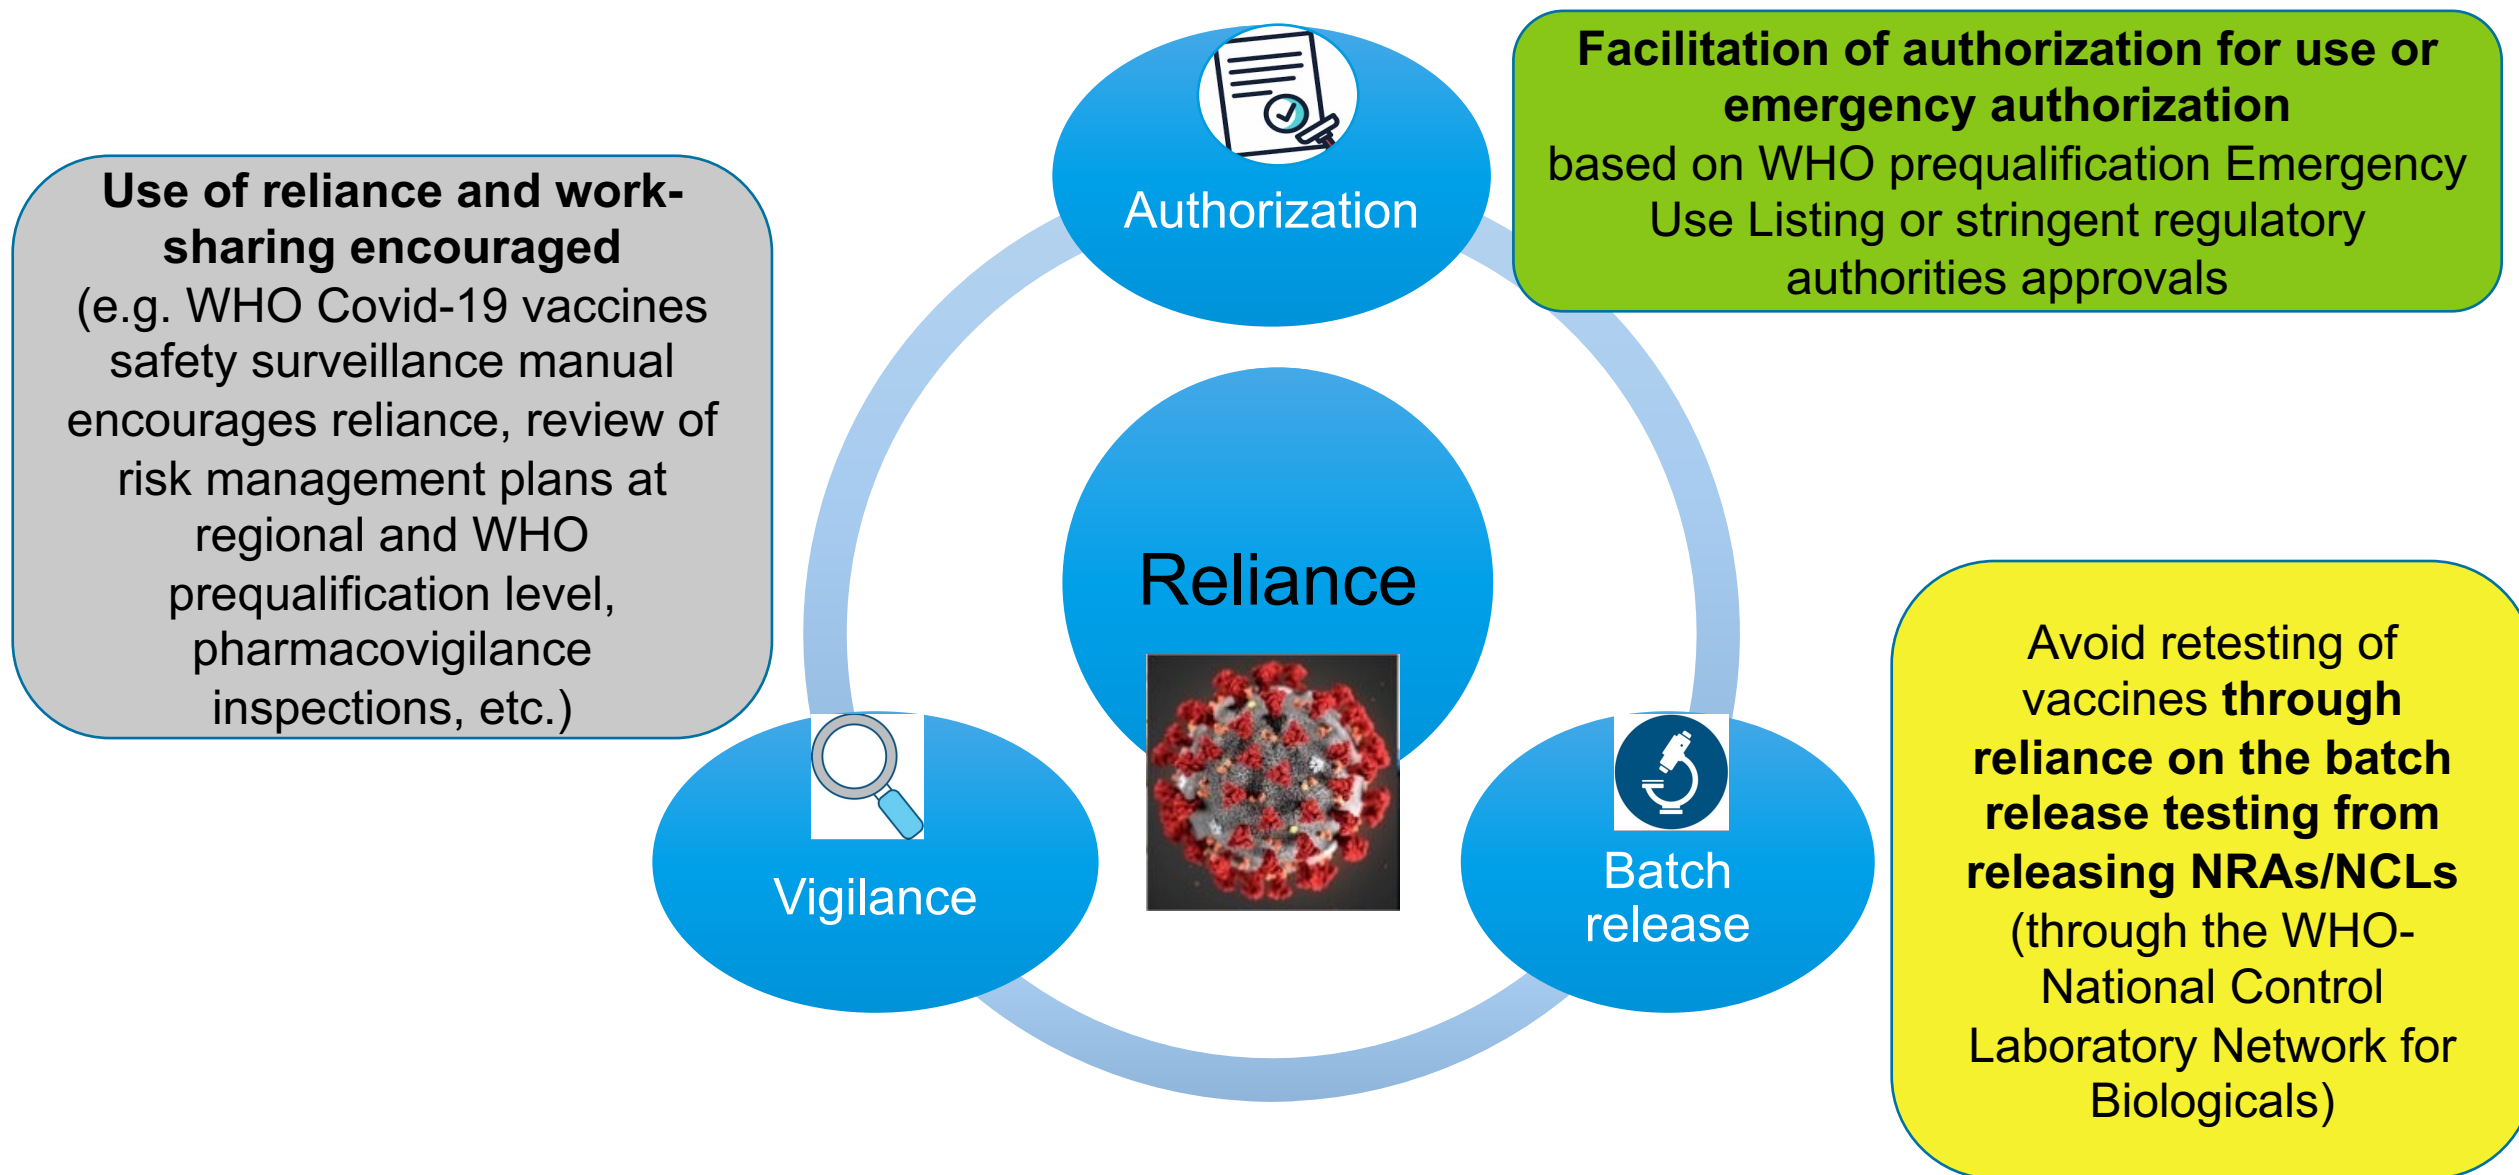 Facilitation of authorization for use or
emergency authorization
based on WHO prequalification Emergency
Use Listing or stringent regulatory
authorities approvals
Authorization
Use of reliance and work-
sharing encouraged
(e.g. WHO Covid-19 vaccines
safety surveillance manual
encourages reliance, review of
risk management plans at
regional and WHO
prequalification level,
pharmacovigilance
inspections, etc.)
Reliance
Avoid retesting of
vaccines through
reliance on the batch
release testing from
releasing NRAs/NCLs
(through the WHO-
National Control
Laboratory Network for
Biologicals)
Vigilance
Batch
release